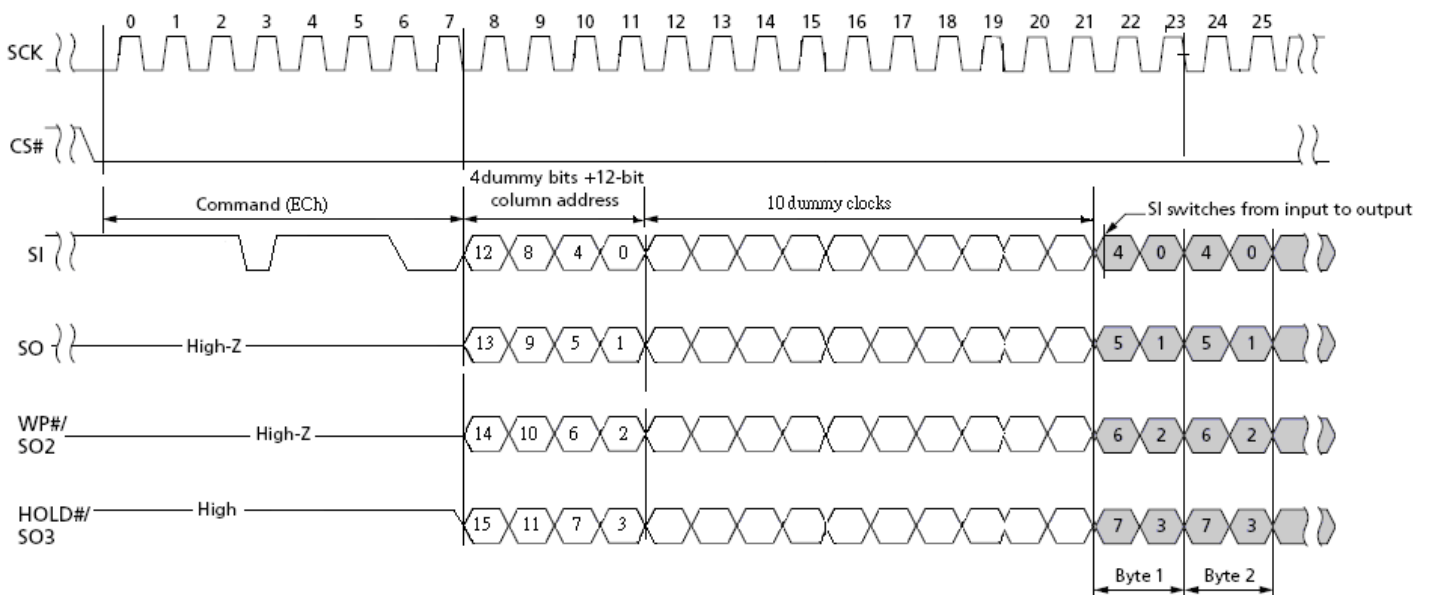 0 1 2 3 4 5 6 7 8 9 10 11 12 13 14 15 16 17 18 19 20 21 22 23 24 25
SCK
CS#
4dummy bits +12-bit
column address
Command (ECh)
10 dummy clocks
SI switches from input to output
SI 12 8 4 0 4 0 4 0
SO High-Z 13 9 5 1 5 1 5 1
WP#/
SO2
High-Z 14 10 6 2 6 2 6 2
HOLD#/
SO3
High 15 11 7 3 7 3 7 3
Byte 1 Byte 2